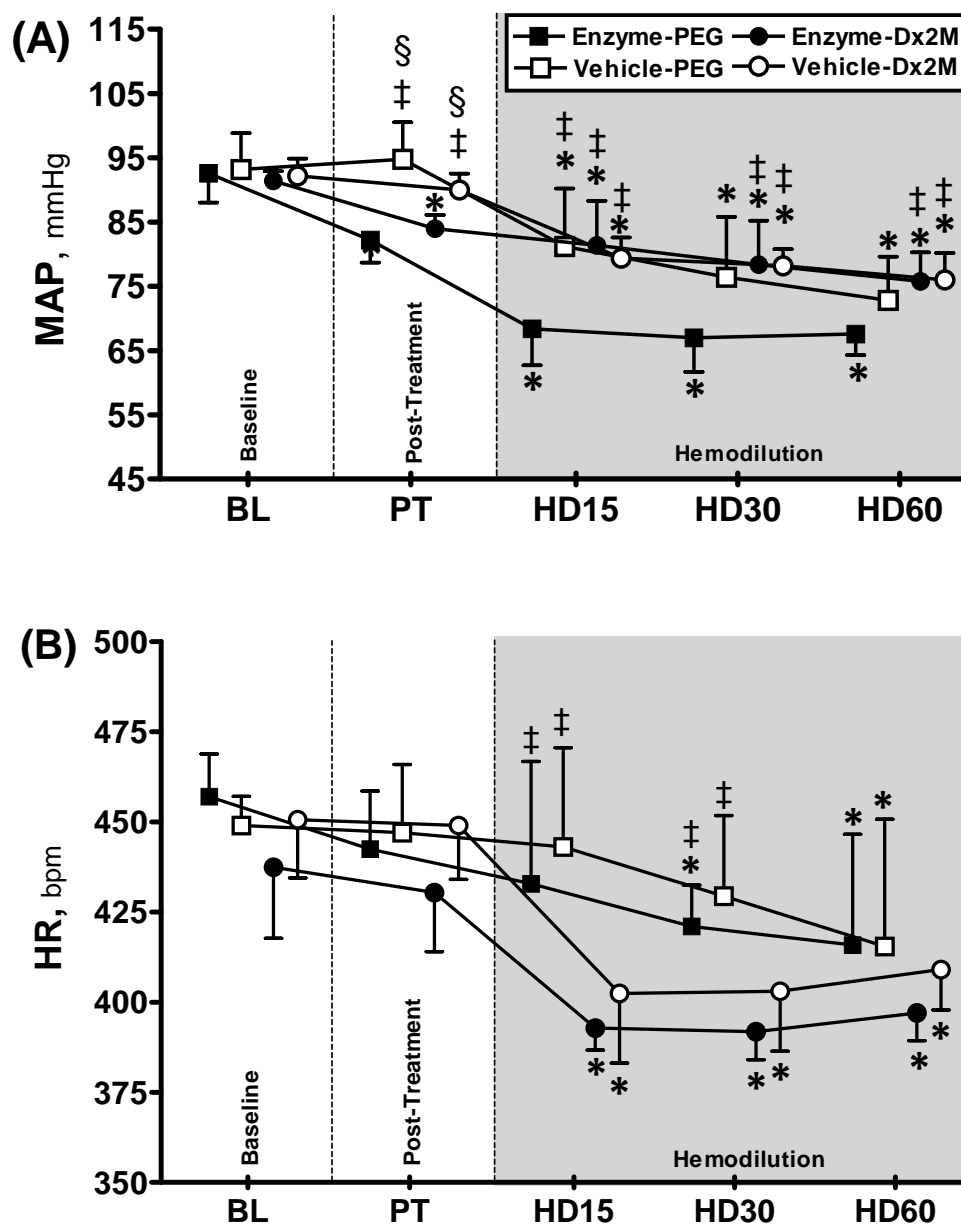 (A)
115
105
95
85
75
65
55
45
MAP, mmHg
Enzyme-PEG
Enzyme-Dx2M
Vehicle-PEG
Vehicle-Dx2M
§
‡
§
‡
*
*
‡
*
‡
*
‡
*
*
*
‡
*
‡
*
*
*
‡
*
‡
*
*
Baseline
Post-Treatment
Hemodilution
BL
PT
HD15
HD30
HD60
(B)
500
475
450
425
400
375
350
HR, bpm
‡
‡
*
*
‡
*
‡
*
*
*
*
*
*
Baseline
Post-Treatment
Hemodilution
BL
PT
HD15
HD30
HD60